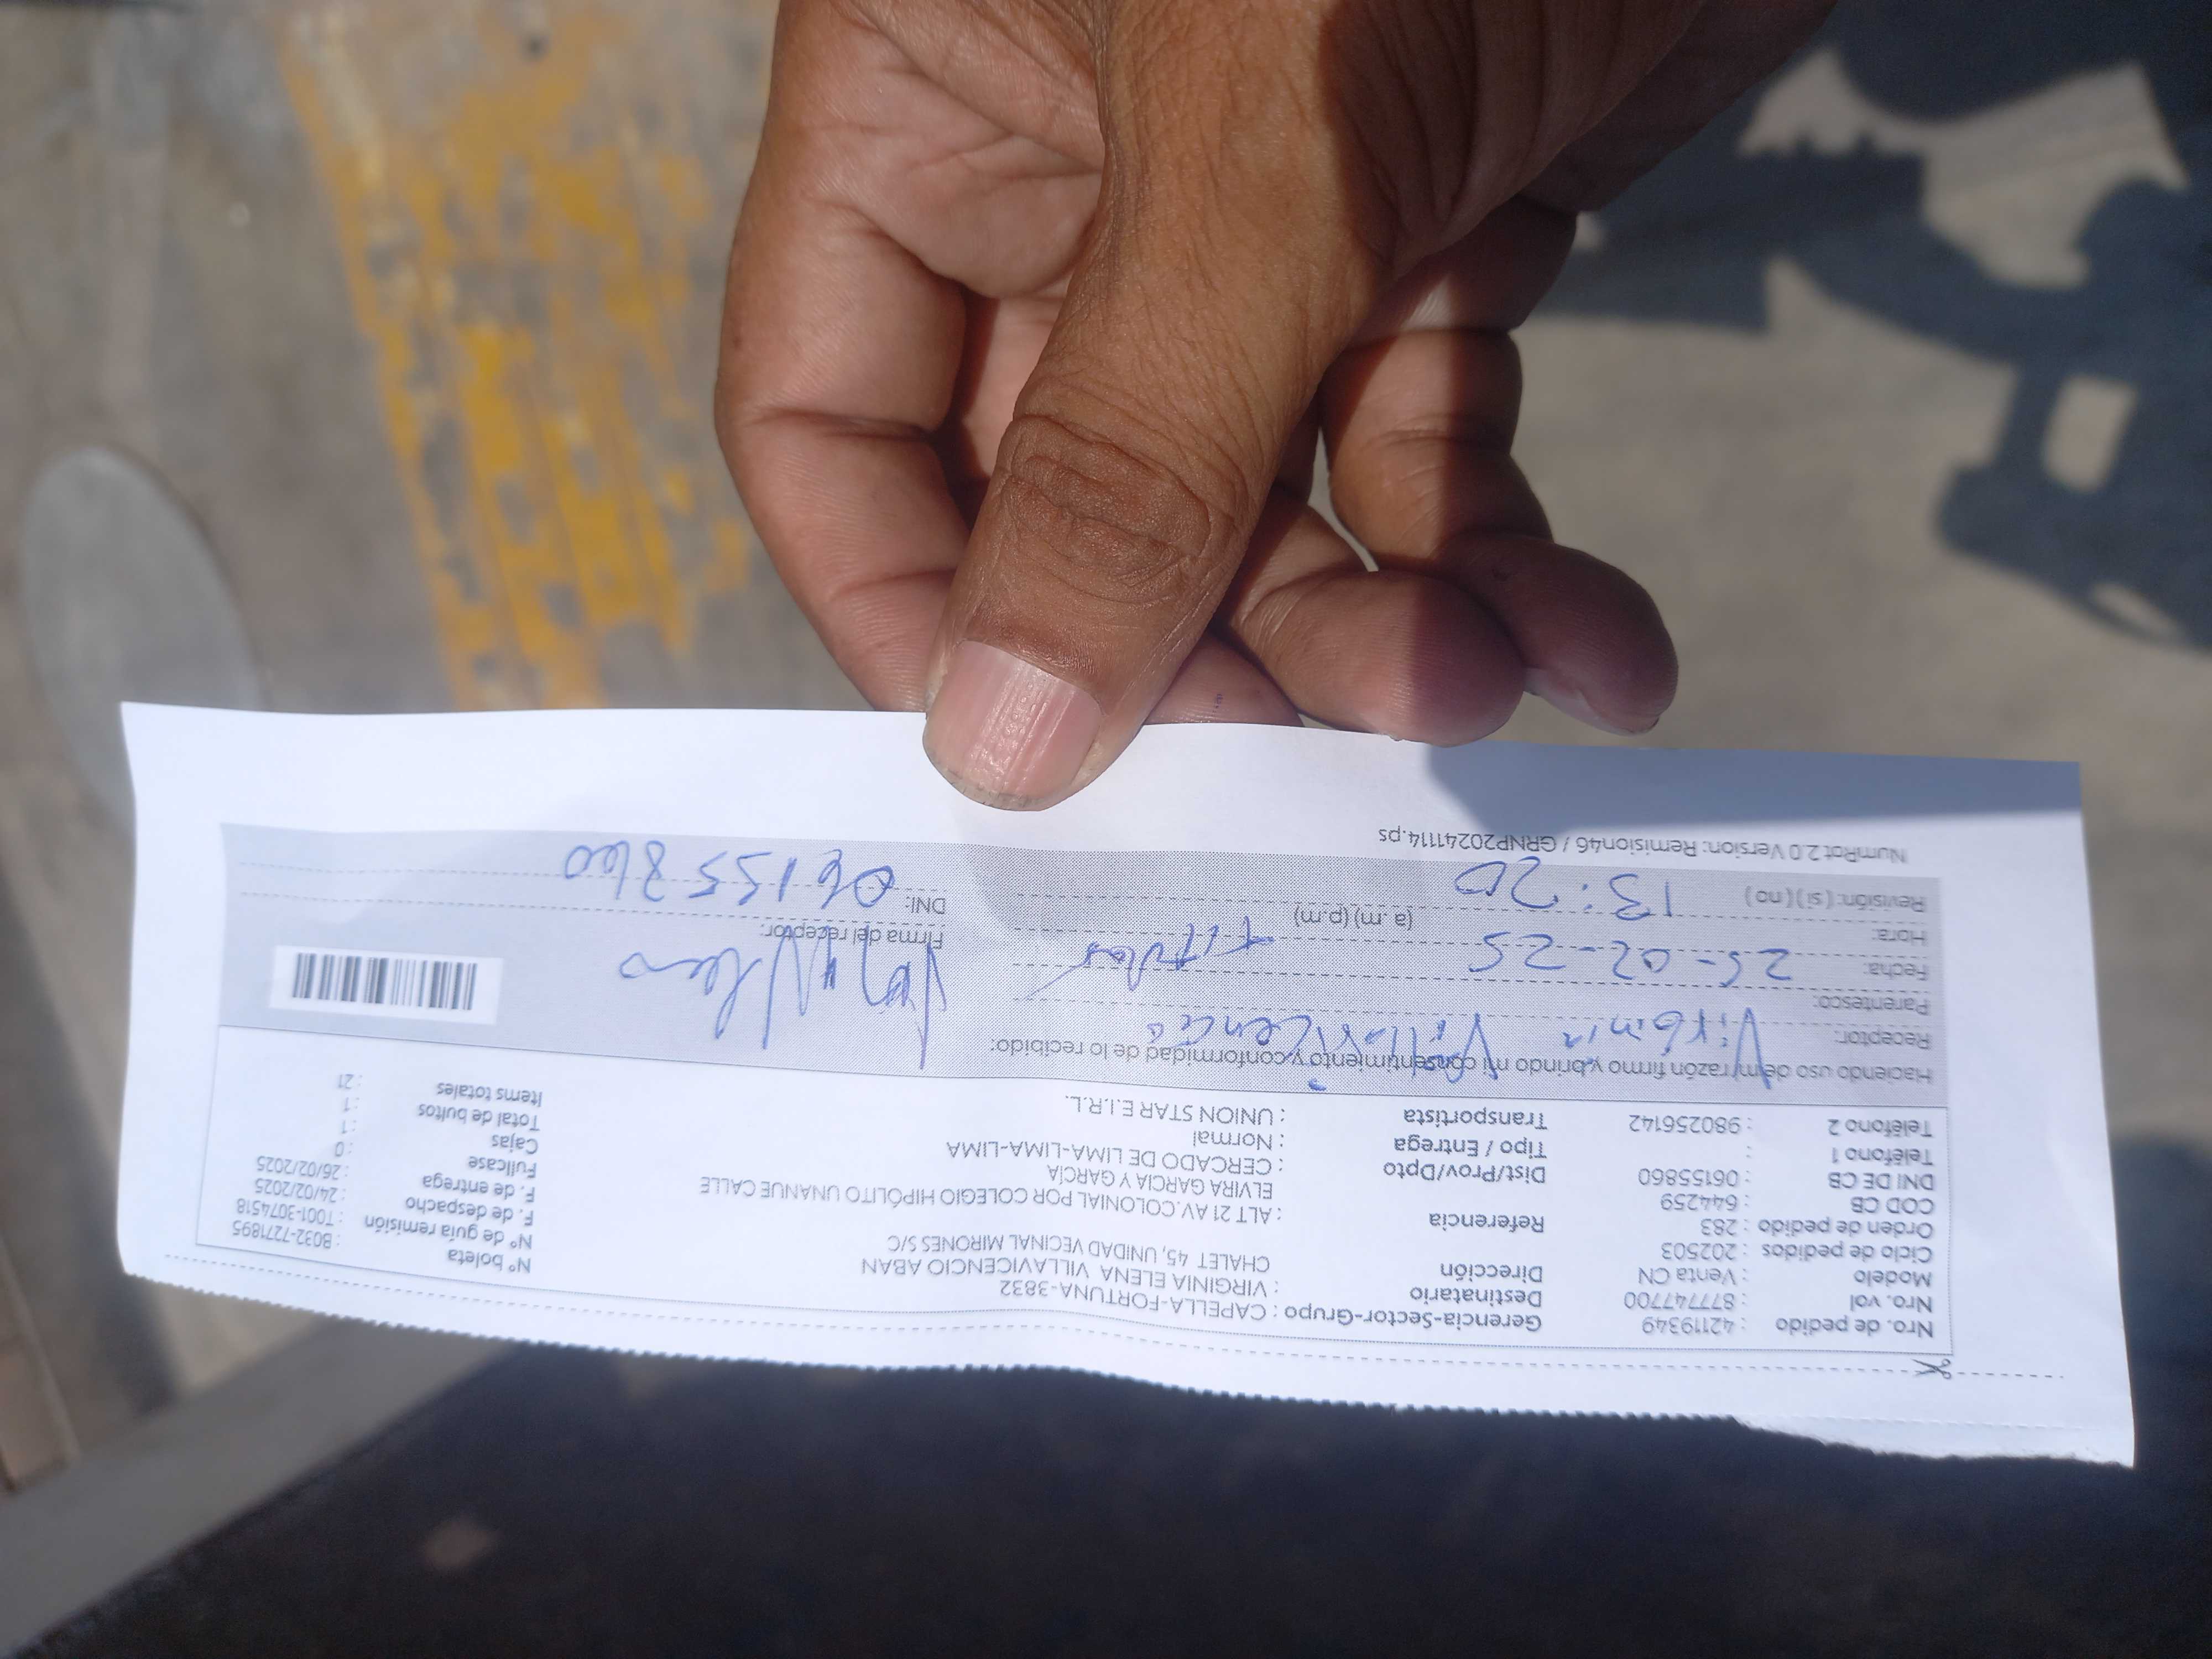 Nro. de pedido : 42119349 Gerencia-Sector-Grupo : CAPELLA-FORTUNA-3832 N° boleta : B032-7271895
Nro. vol : 877747700 Destinatario : VIRGINIA ELENA VILLAVICENCIO ABAN N° de guía remisión : T001-3074518
Modelo : Venta CN Dirección CHALET 45, UNIDAD VECINAL MIRONES S/C F. de despacho : 24/02/2025
Ciclo de pedidos : 202503 F. de entrega : 26/02/2025
Orden de pedido : 283 Referencia : ALT 21 AV.COLONIAL POR COLEGIO HIPÓLITO UNANUE CALLE Fullcase : 0
COD CB : 644259 ELVIRA GARCIA Y GARCÍA Cajas : 1
DNI DE CB : 06155860 Dist/Prov/Dpto : CERCADO DE LIMA-LIMA-LIMA Total de bultos : 1
Teléfono 1 : Tipo / Entrega : Normal Items totales : 21
Teléfono 2 : 980256142 Transportista : UNION STAR E.I.R.L.
Haciendo uso de mi razón firmo y brindo mi consentimiento y conformidad de lo recibido:
Receptor: Virginia Villavicencio
Parentesco: titular
Fecha: 25-02-25 Firma del receptor:
Hora: 13:20 (a. m) (p.m) DNI: 06155860
Revisión: ( si ) ( no )
NumRot 2.0 Version: Remision46 / GRNP20241114.ps